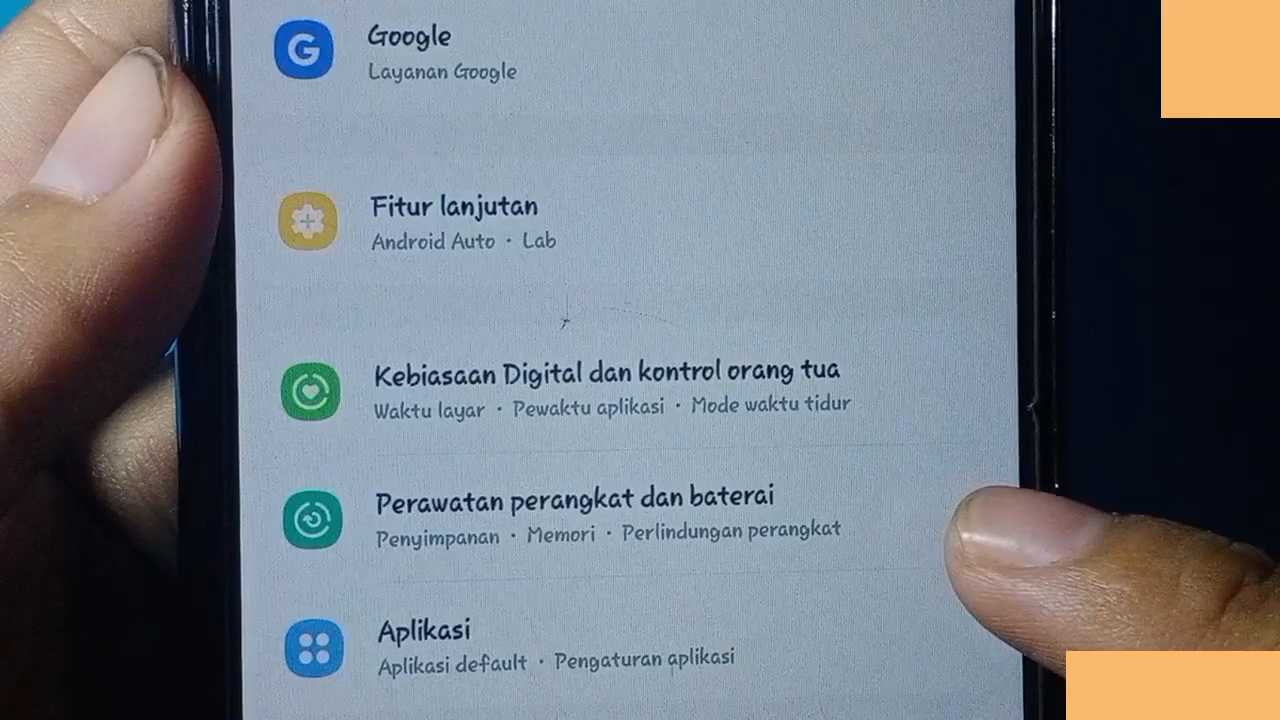 Google
Layanan Google
Fitur lanjutan
Android Auto • Lab
Kebiasaan Digital dan kontrol orang tua
Waktu layar • Pewaktu aplikasi • Mode waktu tidur
Perawatan perangkat dan baterai
Penyimpanan • Memori • Perlindungan perangkat
Aplikasi
Aplikasi default • Pengaturan aplikasi